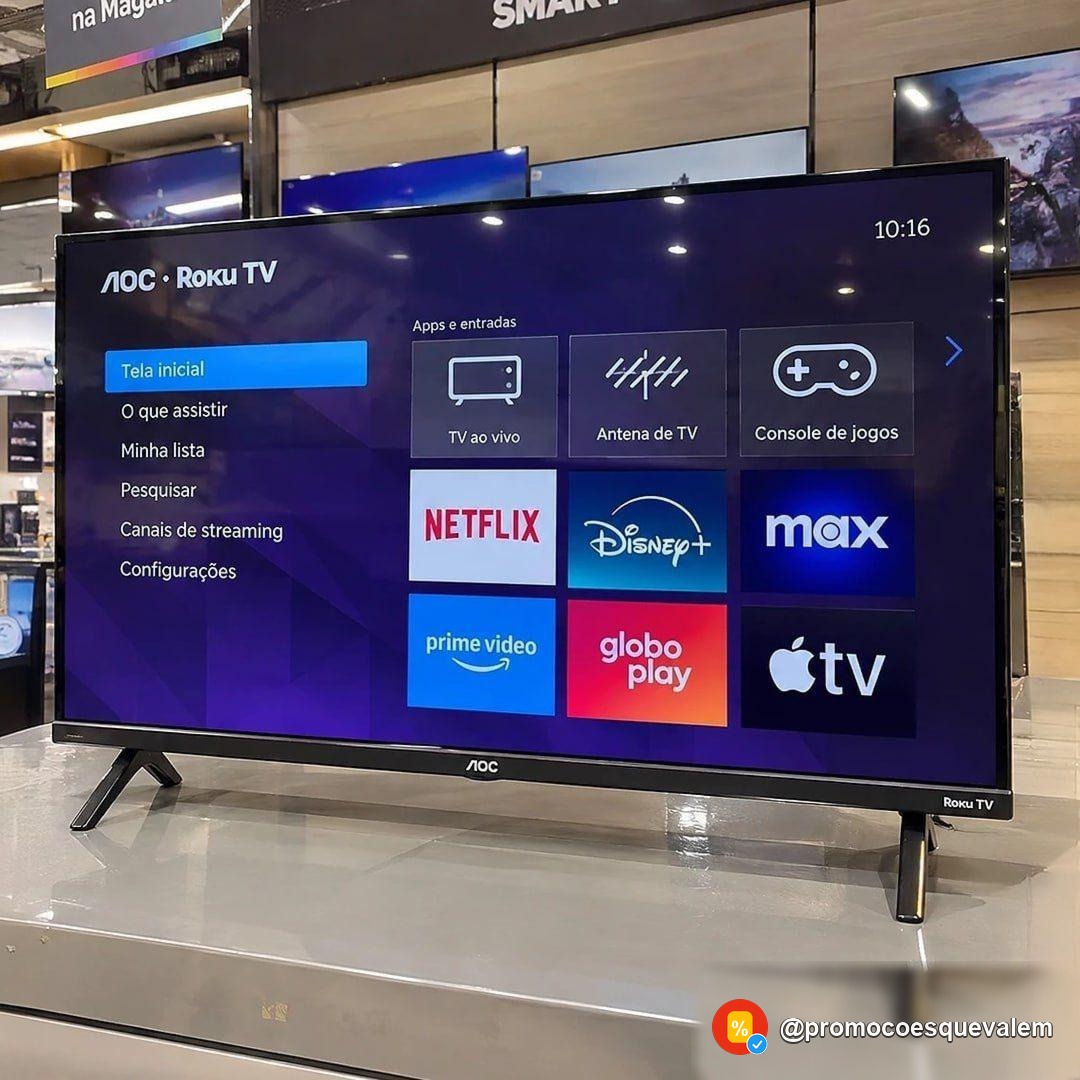 na Magalu
SMART
10:16
AOC • Roku TV
Apps e entradas
Tela inicial
O que assistir
Minha lista
Pesquisar
Canais de streaming
Configurações
TV ao vivo
Antena de TV
Console de jogos
NETFLIX
Disney+
max
prime video
globo
play
tv
AOC
Roku TV
%
@promocoesquevalem